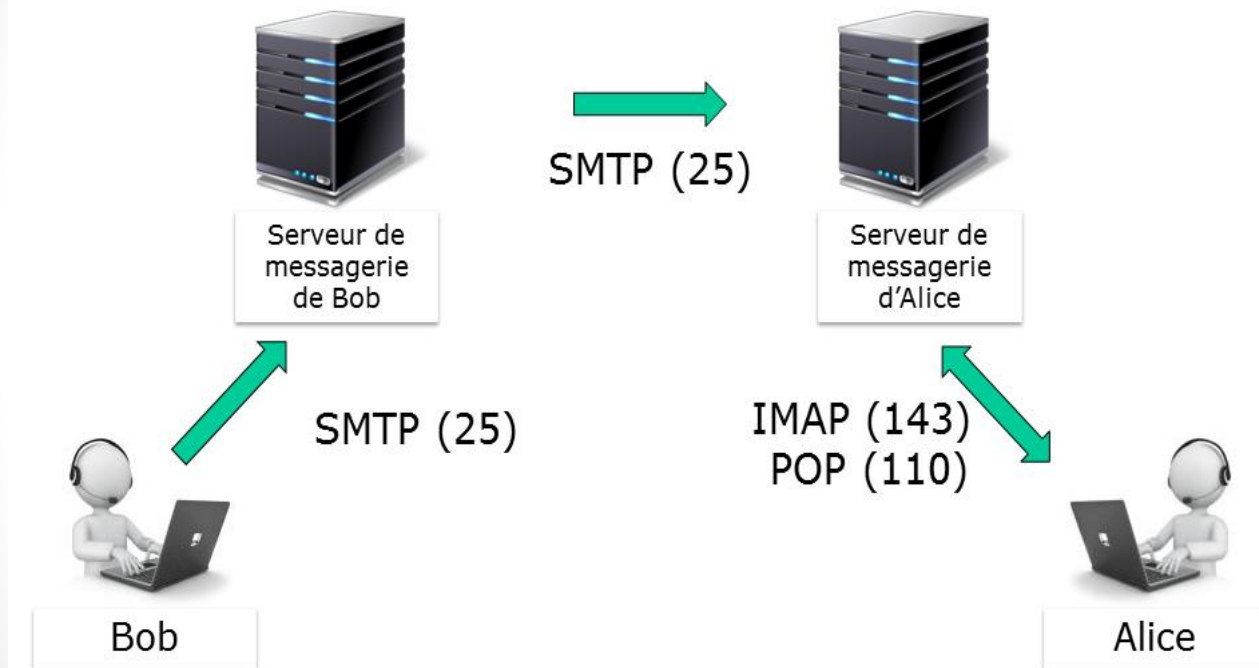 SMTP (25)
Serveur de
messagerie
de Bob
Serveur de
messagerie
d'Alice
SMTP (25)
IMAP (143)
POP (110)
Bob
Alice